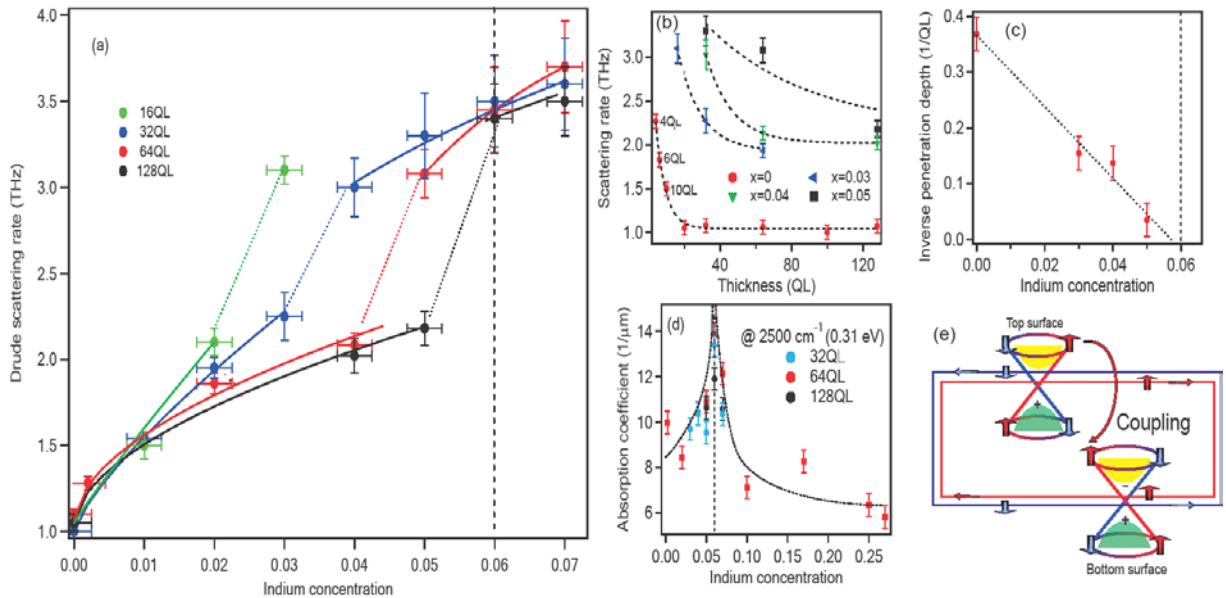 (a)
4.0
3.5
3.0
2.5
2.0
1.5
1.0
Drude scattering rate (THz)
16QL
32QL
64QL
128QL
0.00
0.01
0.02
0.03
0.04
0.05
0.06
0.07
Indium concentration
(b)
Scattering rate (THz)
3.0
2.5
2.0
1.5
1.0
4QL
6QL
10QL
x=0
x=0.03
x=0.04
x=0.05
40
80
120
Thickness (QL)
(c)
Inverse penetration depth (1/QL)
0.4
0.3
0.2
0.1
0.0
0.00
0.02
0.04
0.06
Indium concentration
(d)
Absorption coefficient (1/µm)
14
12
10
8
6
@ 2500 cm⁻¹ (0.31 eV)
32QL
64QL
128QL
0.00
0.05
0.10
0.15
0.20
0.25
Indium concentration
(e)
Top surface
+
Coupling
−
+
Bottom surface